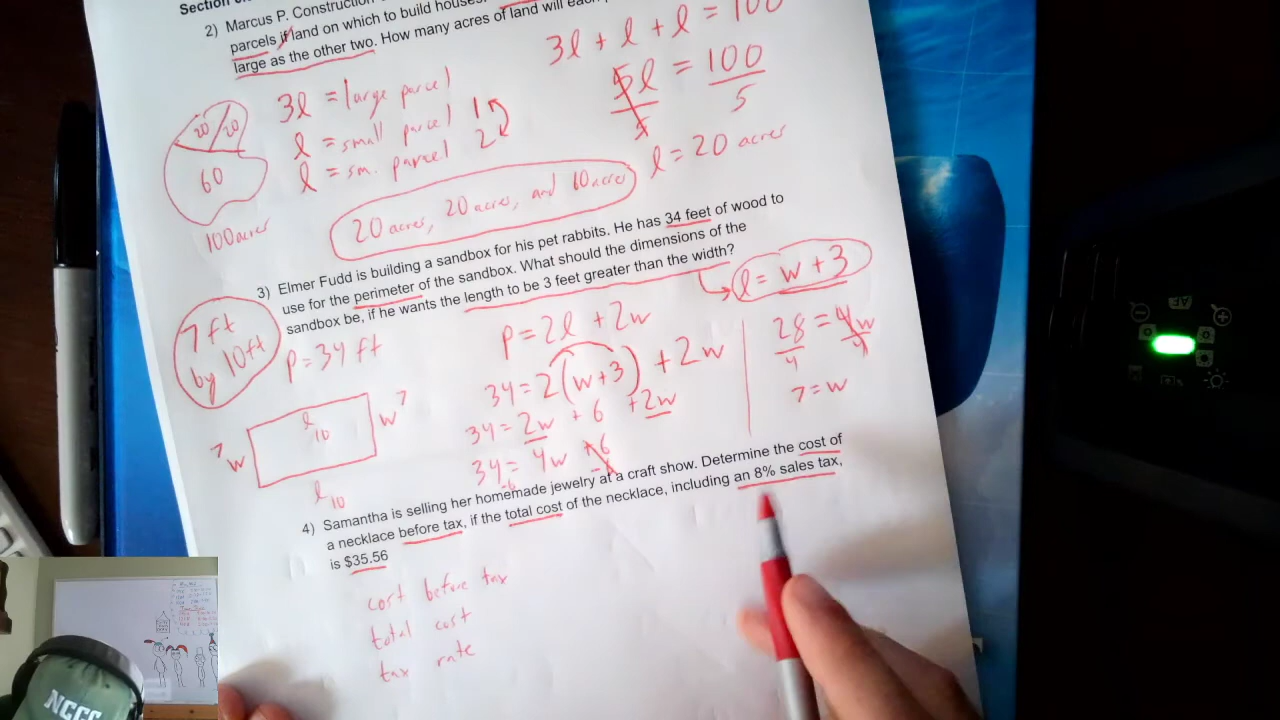 2) Marcus P. Construction
parcels of land on which to build houses.
large as the other two. How many acres of land will each
3l + l + l = 100
5l = 100
5 5
l = 20 acres
3l = large parcel
l = small parcel 1
l = sm. parcel 2
20 20
60
100 acres
20 acres, 20 acres, and 60 acres
3) Elmer Fudd is building a sandbox for his pet rabbits. He has 34 feet of wood to
use for the perimeter of the sandbox. What should the dimensions of the
sandbox be, if he wants the length to be 3 feet greater than the width?
l = w + 3
7 ft
by 10 ft
P = 34 ft
P = 2l + 2w
34 = 2(w+3) + 2w
34 = 2w + 6 + 2w
34 = 4w + 6
-6 -6
28 = 4w
4 4
7 = w
l 10
w 7
7 w
l 10
4) Samantha is selling her homemade jewelry at a craft show. Determine the cost of
a necklace before tax, if the total cost of the necklace, including an 8% sales tax,
is $35.56
cost before tax
total cost
tax rate
AF
NCCC